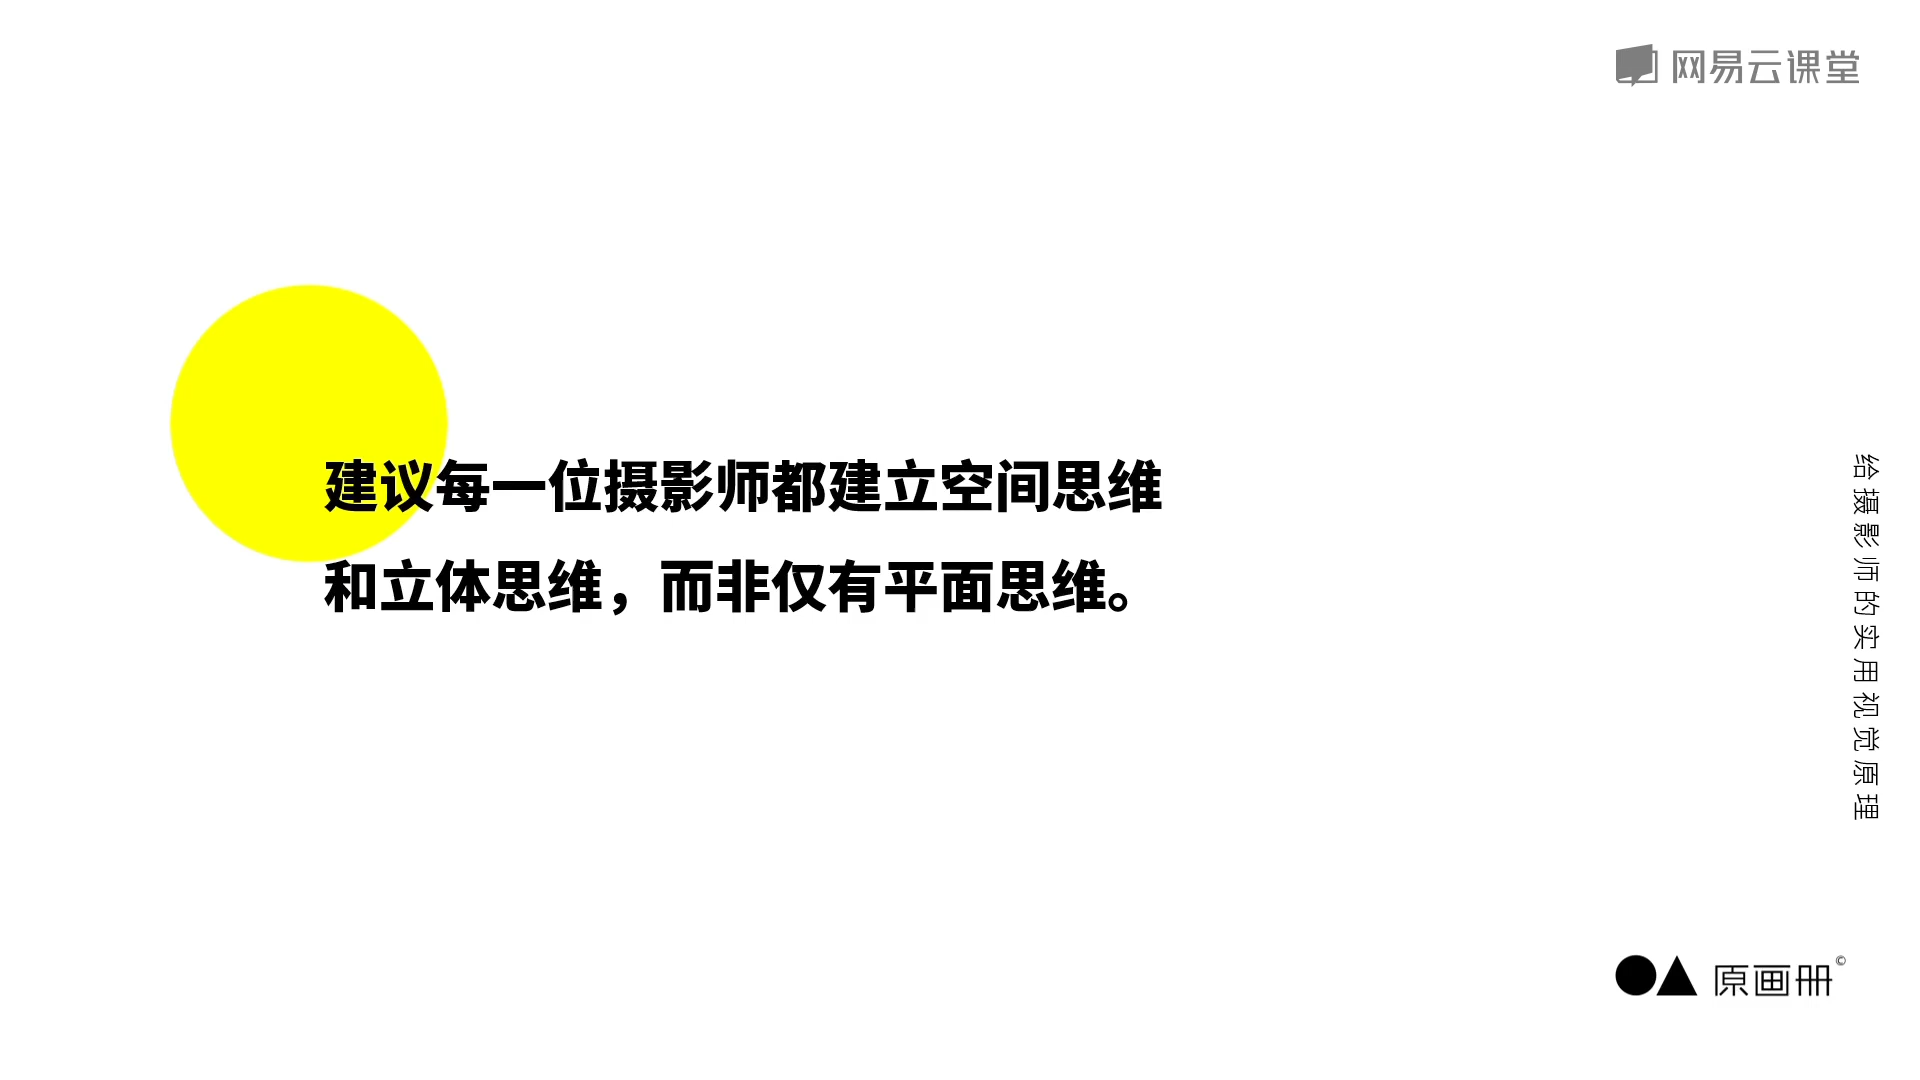 网易云课堂
建议每一位摄影师都建立空间思维
和立体思维，而非仅有平面思维。
给摄影师的实用视觉原理
原画册©